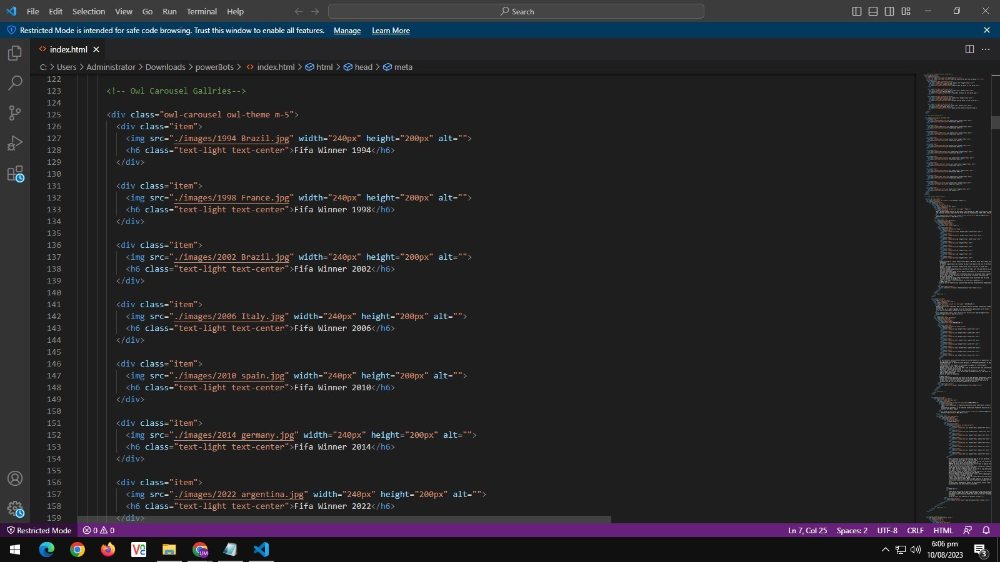 File Edit Selection View Go Run Terminal Help Search
Restricted Mode is intended for safe code browsing. Trust this window to enable all features. Manage Learn More
index.html
C: > Users > Administrator > Downloads > powerBots > index.html > html > head > meta
122
123 <!-- Owl Carousel Gallries-->
124
125 <div class="owl-carousel owl-theme m-5">
126 <div class="item">
127 <img src="./images/1994 Brazil.jpg" width="240px" height="200px" alt="">
128 <h6 class="text-light text-center">Fifa Winner 1994</h6>
129 </div>
130
131 <div class="item">
132 <img src="./images/1998 France.jpg" width="240px" height="200px" alt="">
133 <h6 class="text-light text-center">Fifa Winner 1998</h6>
134 </div>
135
136 <div class="item">
137 <img src="./images/2002 Brazil.jpg" width="240px" height="200px" alt="">
138 <h6 class="text-light text-center">Fifa Winner 2002</h6>
139 </div>
140
141 <div class="item">
142 <img src="./images/2006 Italy.jpg" width="240px" height="200px" alt="">
143 <h6 class="text-light text-center">Fifa Winner 2006</h6>
144 </div>
145
146 <div class="item">
147 <img src="./images/2010 spain.jpg" width="240px" height="200px" alt="">
148 <h6 class="text-light text-center">Fifa Winner 2010</h6>
149 </div>
150
151 <div class="item">
152 <img src="./images/2014 germany.jpg" width="240px" height="200px" alt="">
153 <h6 class="text-light text-center">Fifa Winner 2014</h6>
154 </div>
155
156 <div class="item">
157 <img src="./images/2022 argentina.jpg" width="240px" height="200px" alt="">
158 <h6 class="text-light text-center">Fifa Winner 2022</h6>
159 </div>
Restricted Mode 0 0 Ln 7, Col 25 Spaces: 2 UTF-8 CRLF HTML
UM
6:06 pm
10/08/2023
3